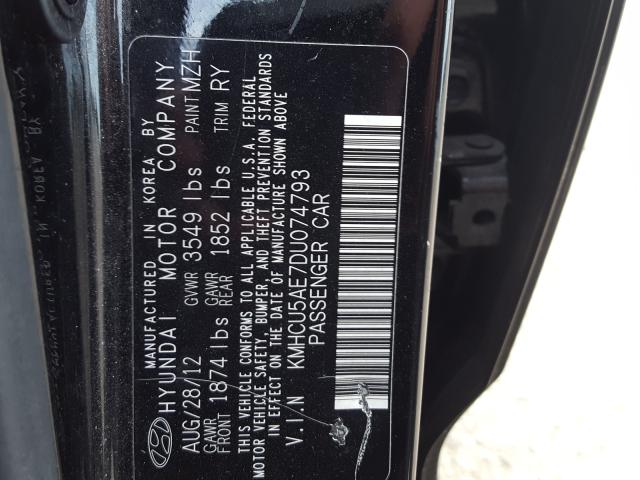 MANUFACTURED IN KOREA BY
HYUNDAI MOTOR COMPANY
AUG/28/12 GVWR 3549 lbs PAINT MZH
GAWR FRONT 1874 lbs GAWR REAR 1852 lbs TRIM RY
THIS VEHICLE CONFORMS TO ALL APPLICABLE U.S.A. FEDERAL
MOTOR VEHICLE SAFETY, BUMPER, AND THEFT PREVENTION STANDARDS
IN EFFECT ON THE DATE OF MANUFACTURE SHOWN ABOVE
V.I.N KMHCU5AE7DU074793
PASSENGER CAR